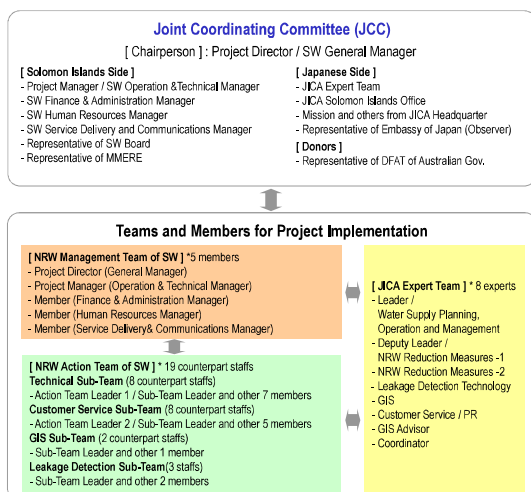 Joint Coordinating Committee (JCC)
[ Chairperson ] : Project Director / SW General Manager
[ Solomon Islands Side ]
- Project Manager / SW Operation &Technical Manager
- SW Finance & Administration Manager
- SW Human Resources Manager
- SW Service Delivery and Communications Manager
- Representative of SW Board
- Representative of MMERE
[ Japanese Side ]
- JICA Expert Team
- JICA Solomon Islands Office
- Mission and others from JICA Headquarter
- Representative of Embassy of Japan (Observer)
[ Donors ]
- Representative of DFAT of Australian Gov.
Teams and Members for Project Implementation
[ NRW Management Team of SW ] *5 members
- Project Director (General Manager)
- Project Manager (Operation & Technical Manager)
- Member (Finance & Administration Manager)
- Member (Human Resources Manager)
- Member (Service Delivery& Communications Manager)
[ NRW Action Team of SW ] * 19 counterpart staffs
Technical Sub-Team (8 counterpart staffs)
- Action Team Leader 1 / Sub-Team Leader and other 7 members
Customer Service Sub-Team (8 counterpart staffs)
- Action Team Leader 2 / Sub-Team Leader and other 5 members
GIS Sub-Team (2 counterpart staffs)
- Sub-Team Leader and other 1 member
Leakage Detection Sub-Team(3 staffs)
- Sub-Team Leader and other 2 members
[ JICA Expert Team ] * 8 experts
- Leader /
Water Supply Planning,
Operation and Management
- Deputy Leader /
NRW Reduction Measures -1
- NRW Reduction Measures -2
- Leakage Detection Technology
- GIS
- Customer Service / PR
- GIS Advisor
- Coordinator